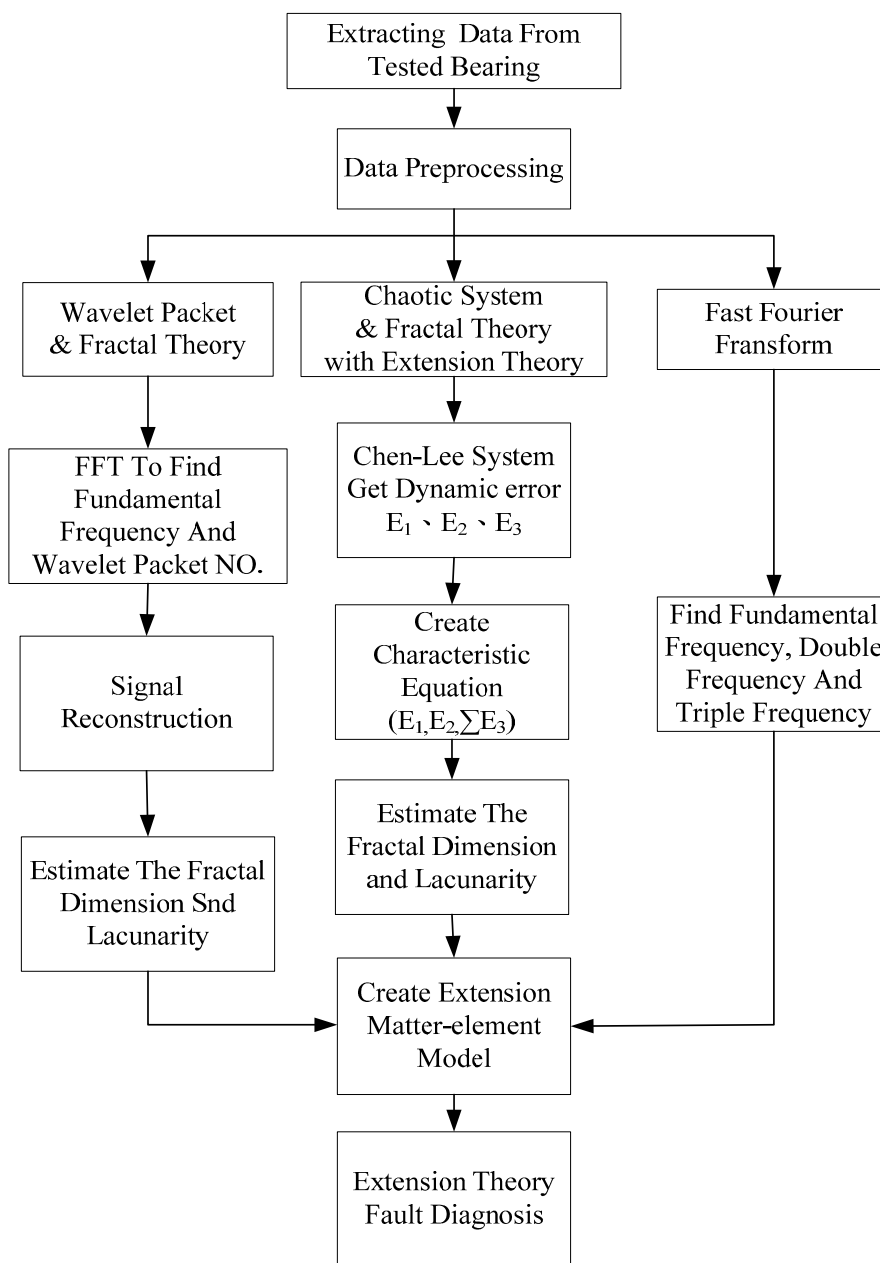 Extracting Data From
Tested Bearing
Data Preprocessing
Wavelet Packet
& Fractal Theory
Chaotic System
& Fractal Theory
with Extension Theory
Fast Fourier
Fransform
FFT To Find
Fundamental
Frequency And
Wavelet Packet NO.
Chen-Lee System
Get Dynamic error
E₁、E₂、E₃
Signal
Reconstruction
Create
Characteristic
Equation
(E₁,E₂,∑E₃)
Find Fundamental
Frequency, Double
Frequency And
Triple Frequency
Estimate The Fractal
Dimension Snd
Lacunarity
Estimate The
Fractal Dimension
and Lacunarity
Create Extension
Matter-element
Model
Extension Theory
Fault Diagnosis